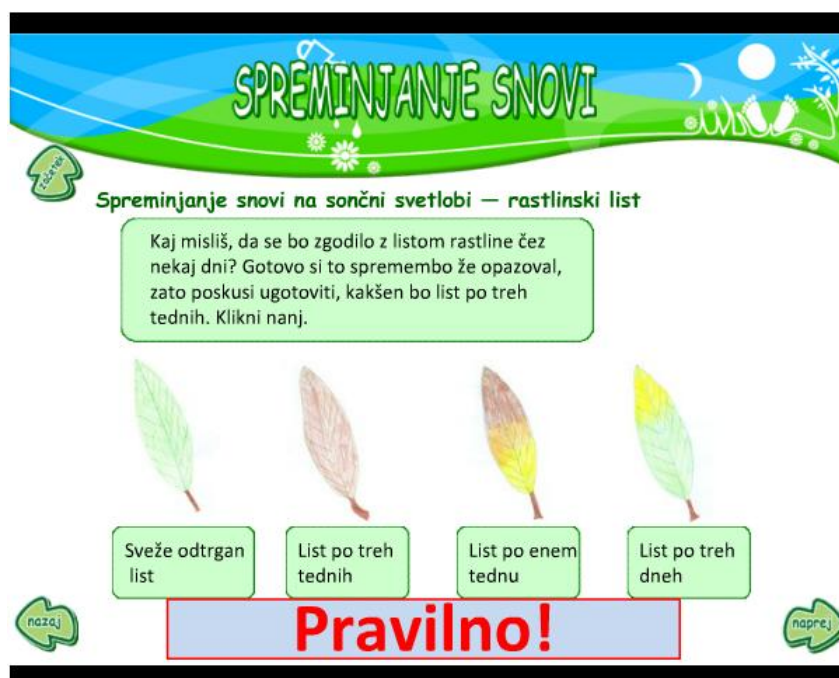 SPREMINJANJE SNOVI
začetek
Spreminjanje snovi na sončni svetlobi — rastlinski list
Kaj misliš, da se bo zgodilo z listom rastline čez
nekaj dni? Gotovo si to spremembo že opazoval,
zato poskusi ugotoviti, kakšen bo list po treh
tednih. Klikni nanj.
Sveže odtrgan
list
List po treh
tednih
List po enem
tednu
List po treh
dneh
nazaj
Pravilno!
naprej